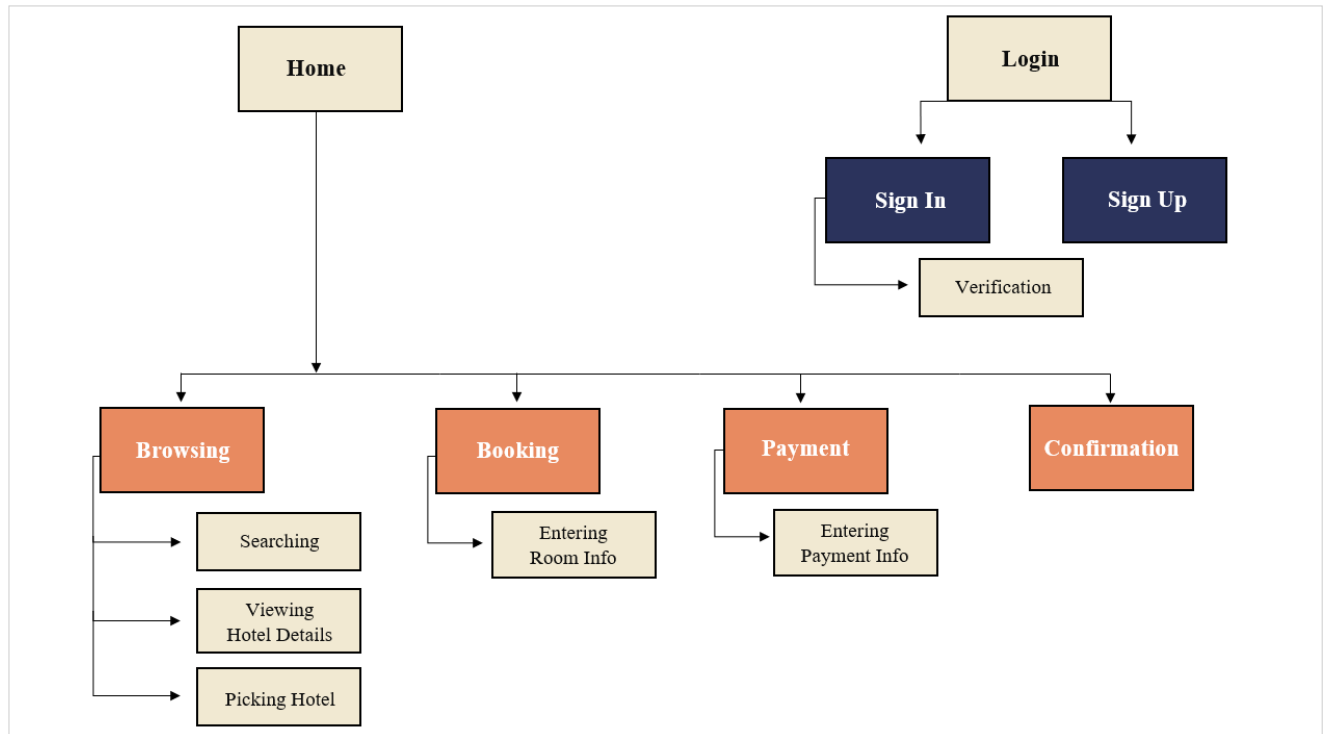 Home
Login
Sign In
Sign Up
Verification
Browsing
Booking
Payment
Confirmation
Searching
Entering
Room Info
Entering
Payment Info
Viewing
Hotel Details
Picking Hotel